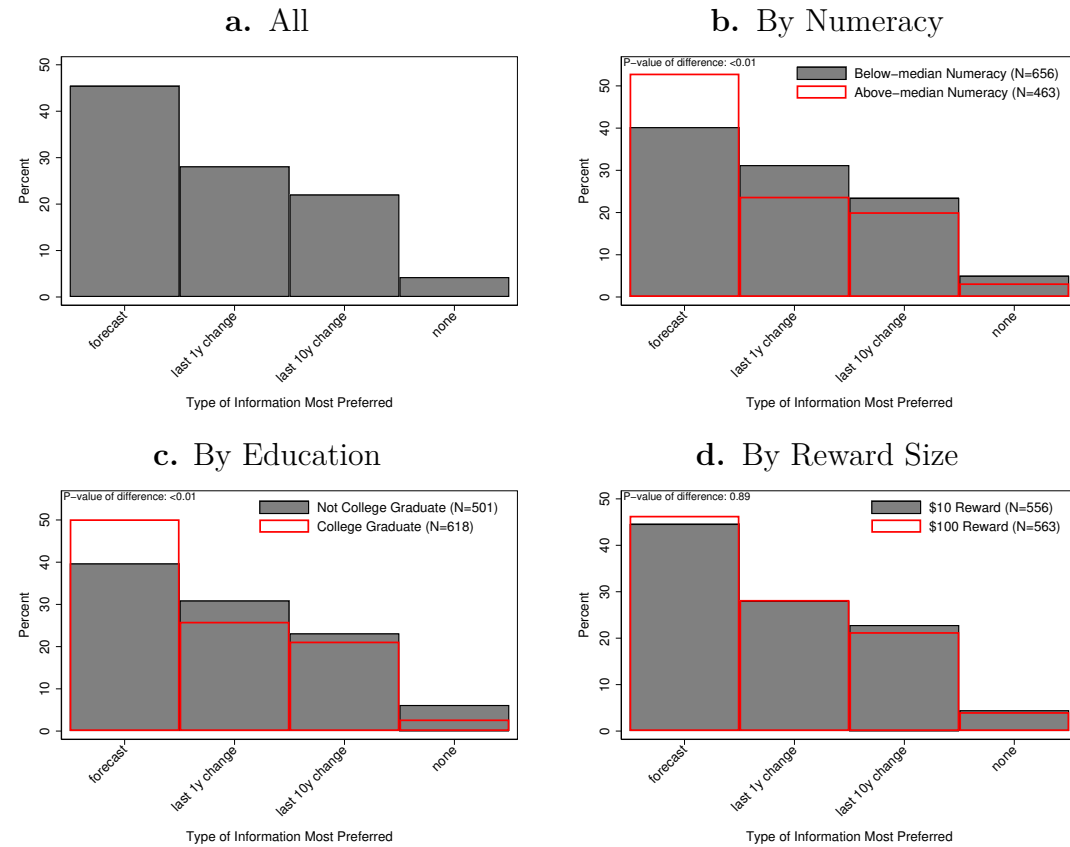 a. All
50
40
30
20
10
0
Percent
forecast
last 1y change
last 10y change
none
Type of Information Most Preferred
b. By Numeracy
P−value of difference: <0.01
Below−median Numeracy (N=656)
Above−median Numeracy (N=463)
50
40
30
20
10
0
Percent
forecast
last 1y change
last 10y change
none
Type of Information Most Preferred
c. By Education
P−value of difference: <0.01
Not College Graduate (N=501)
College Graduate (N=618)
50
40
30
20
10
0
Percent
forecast
last 1y change
last 10y change
none
Type of Information Most Preferred
d. By Reward Size
P−value of difference: 0.89
$10 Reward (N=556)
$100 Reward (N=563)
50
40
30
20
10
0
Percent
forecast
last 1y change
last 10y change
none
Type of Information Most Preferred